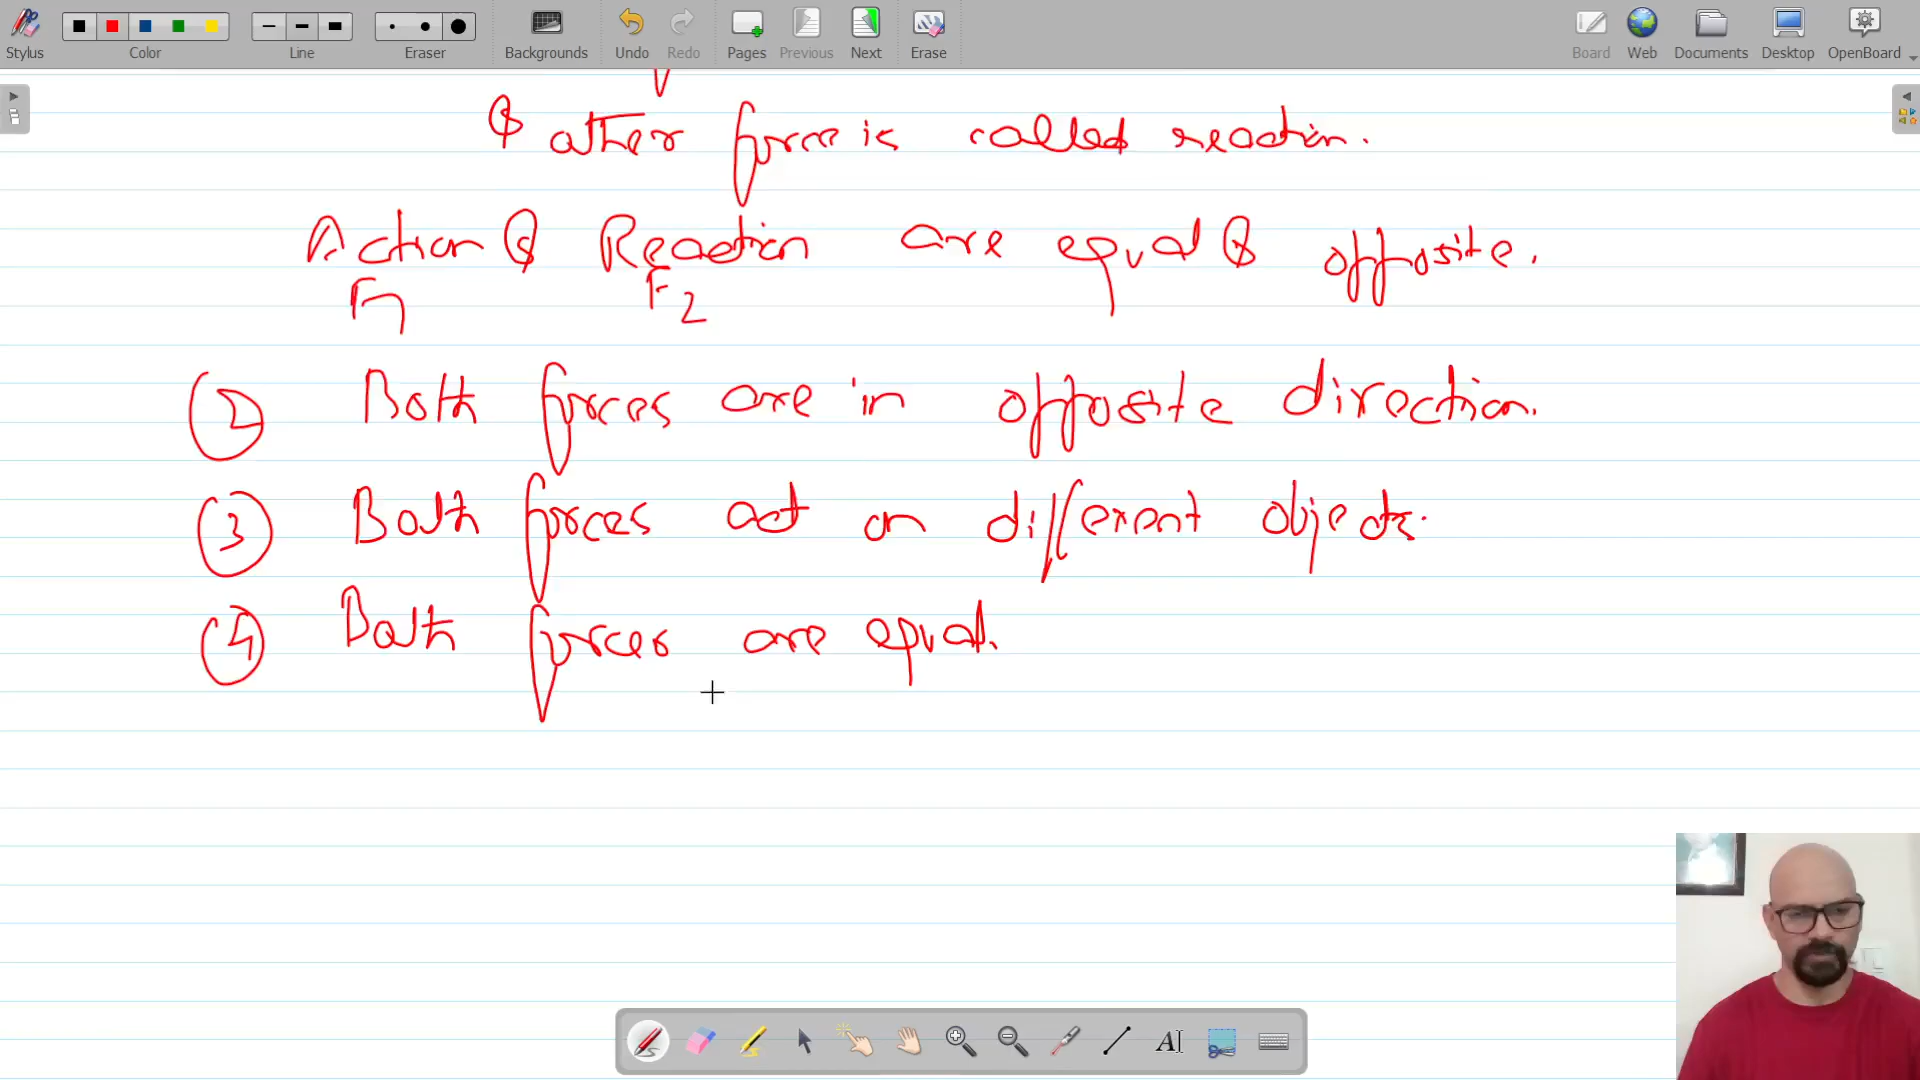 Stylus Color Line Eraser Backgrounds Undo Redo Pages Previous Next Erase Board Web Documents Desktop OpenBoard
& other force is called reaction.
Action & Reaction are equal & opposite.
F1 F2
2 Both forces are in opposite direction.
3 Both forces act on different objects.
4 Both forces are equal.
AI